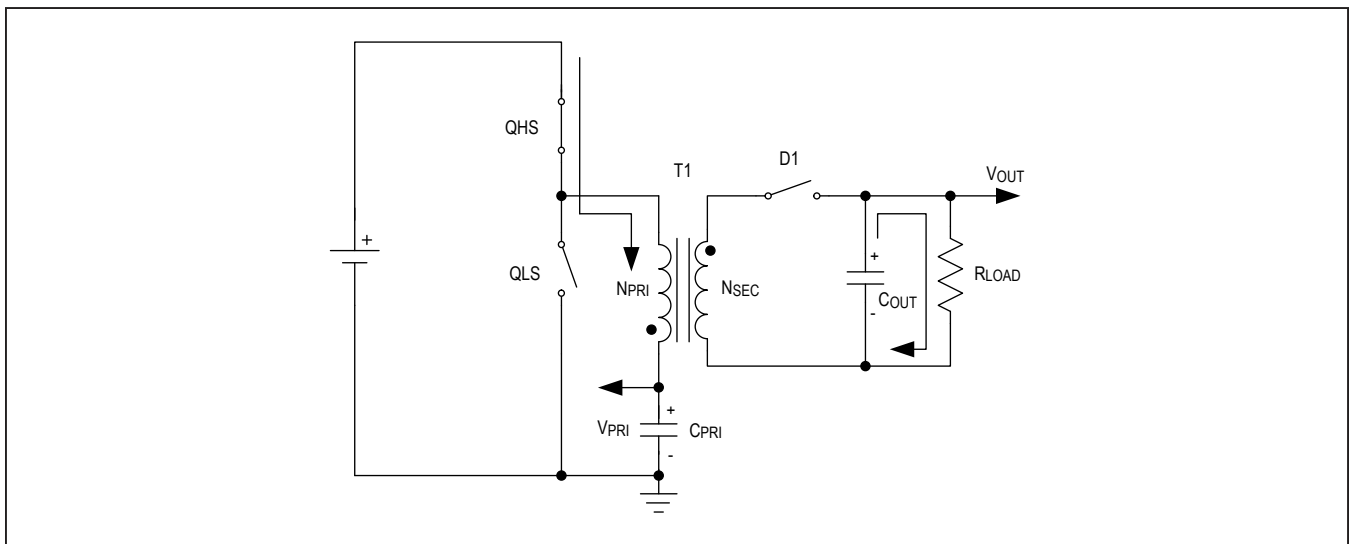 QHS
D1
T1
VOUT
+
QLS
NPRI
NSEC
+
COUT
-
RLOAD
VPRI
+
CPRI
-